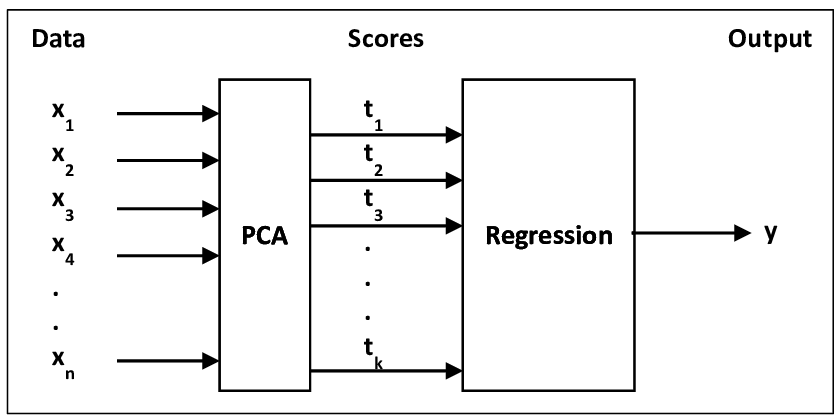 Data Scores Output
x1 t1
x2 t2
x3 t3
x4 .
PCA Regression y
. .
. .
xn tk